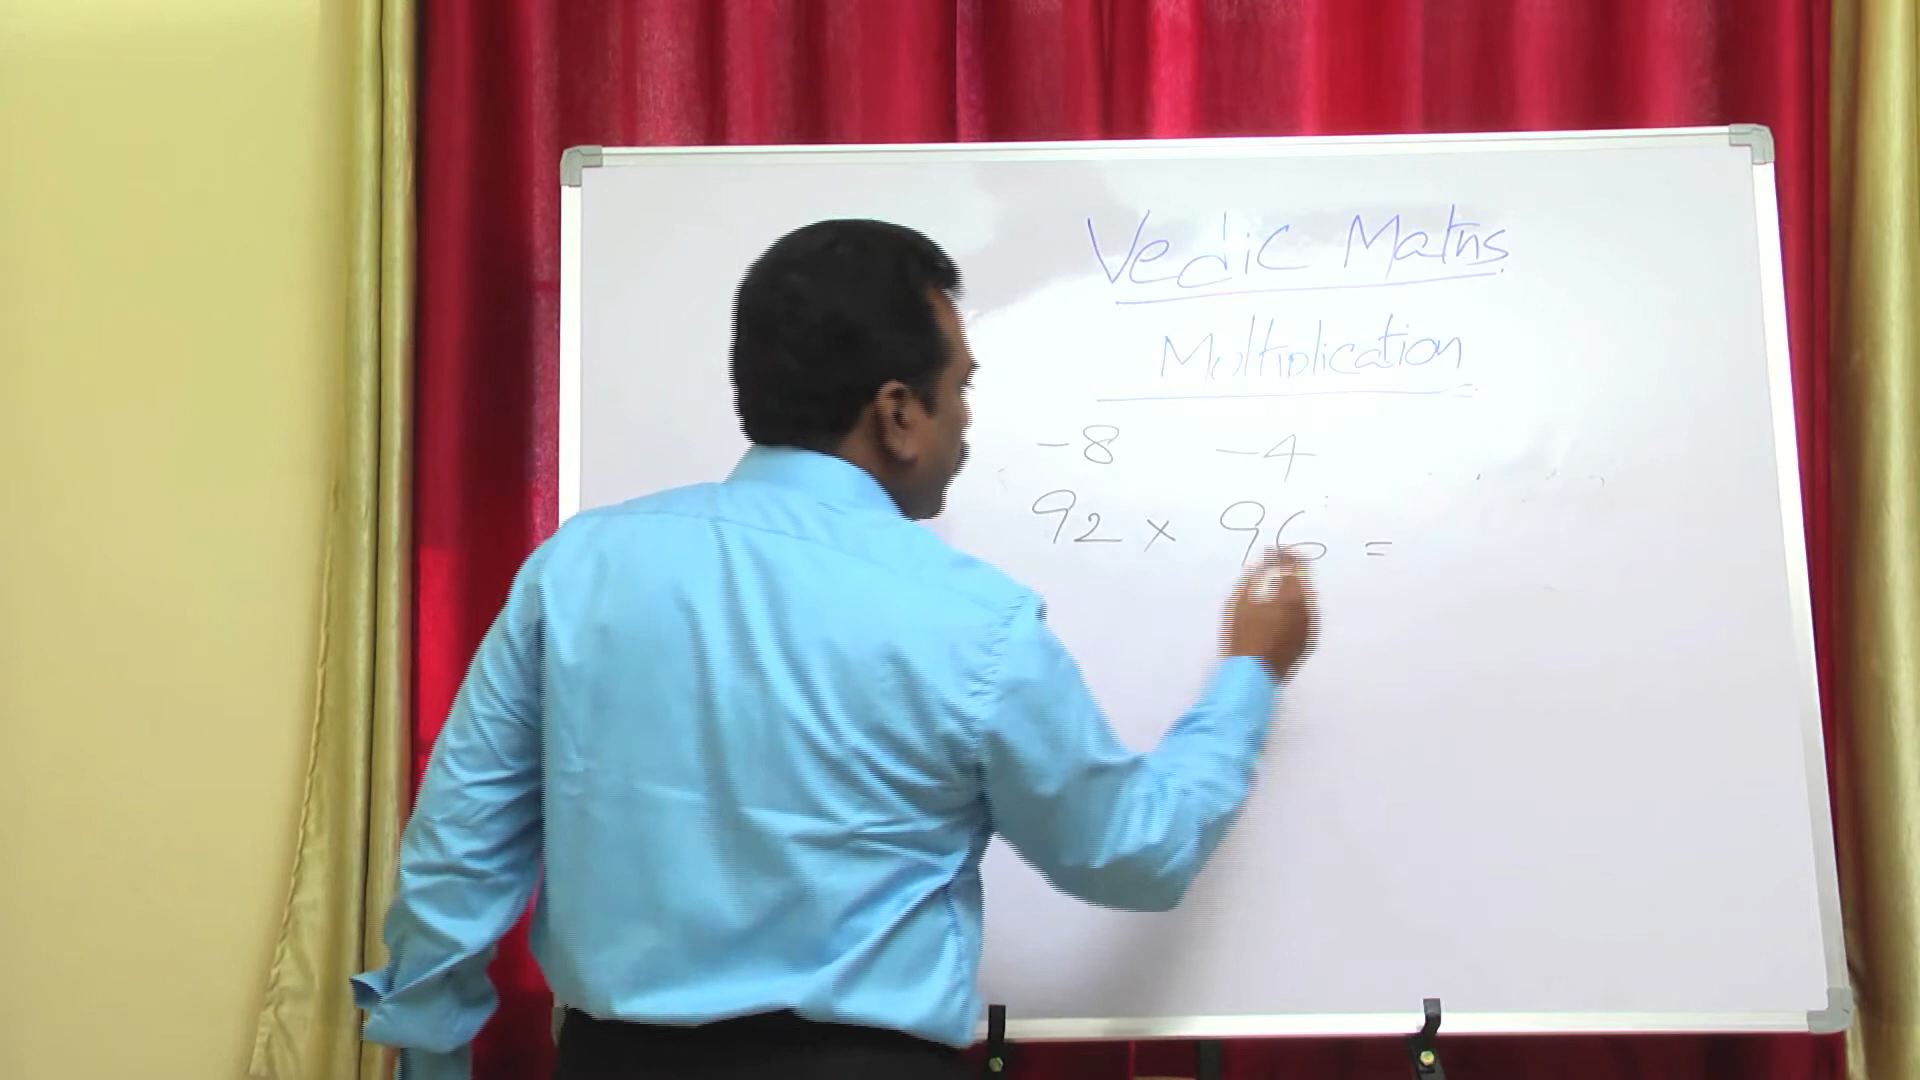 Vedic Maths
Multiplication
-8 -4
92 × 96 =